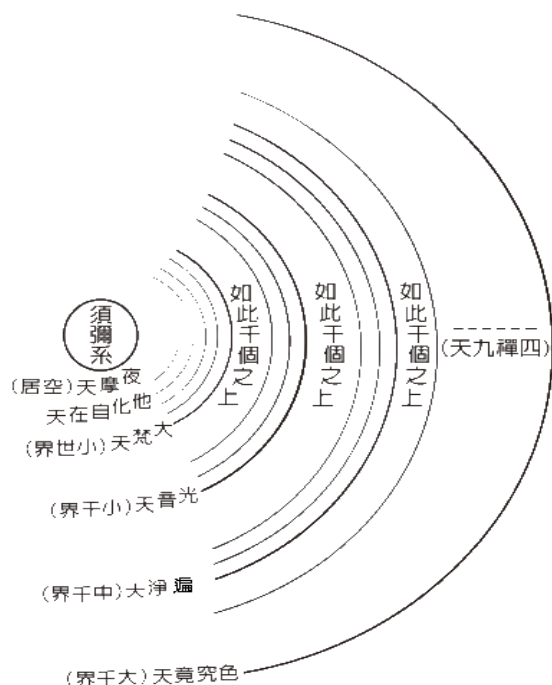 須彌系
如此千個之上
如此千個之上
如此千個之上
(四禪九天)
夜摩天(空居)
他化自在天
大梵天(小世界)
光音天(小千界)
遍淨大(中千界)
色究竟天(大千界)